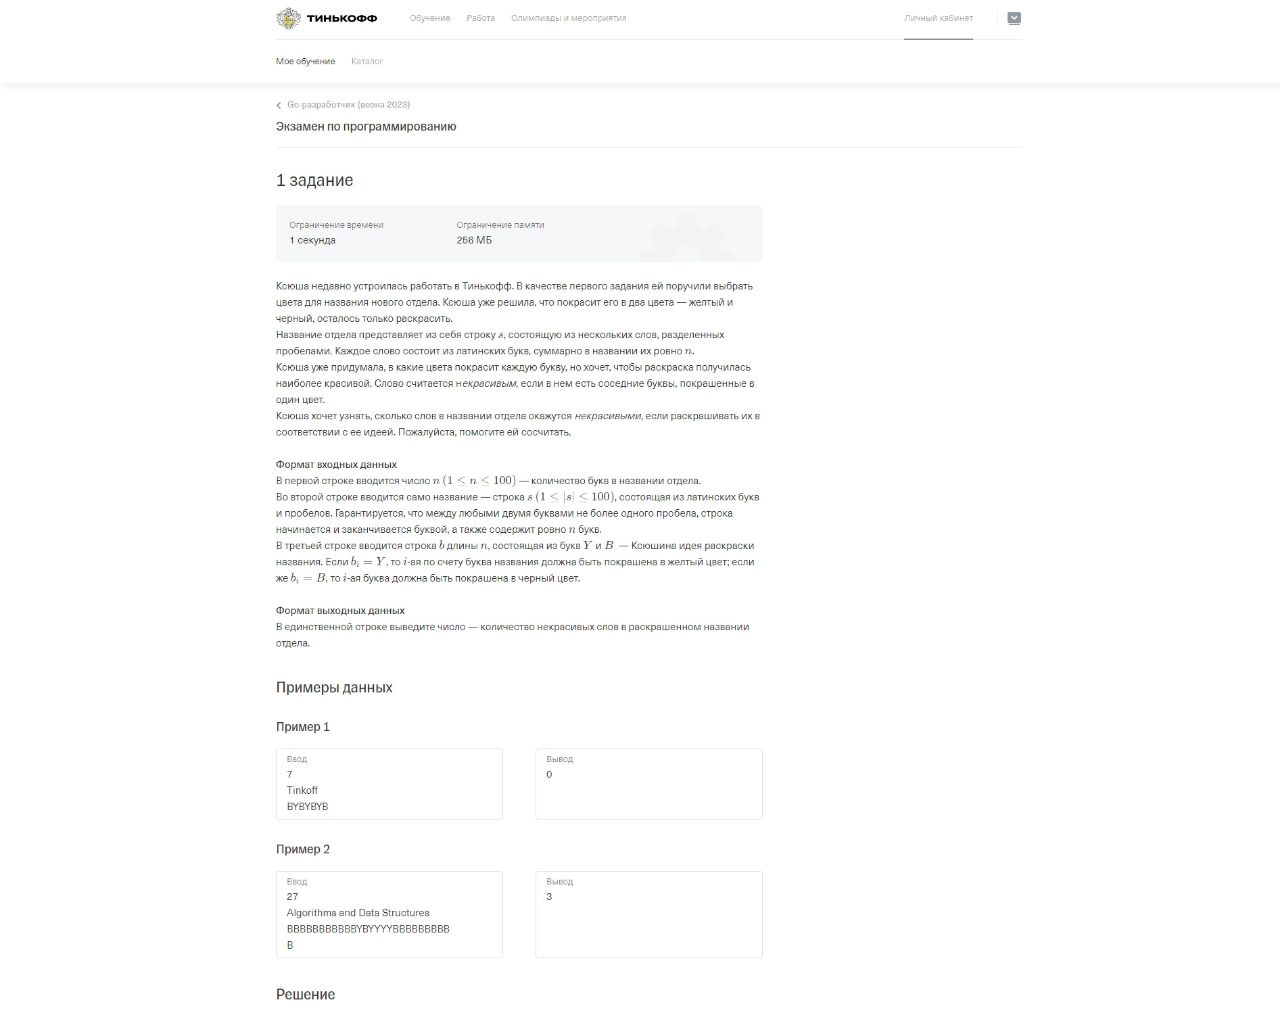 ТИНЬКОФФ Обучение Работа Олимпиады и мероприятия Личный кабинет
Мое обучение Каталог
Go-разработчик (весна 2023)
Экзамен по программированию
1 задание
Ограничение времени Ограничение памяти
1 секунда 256 МБ
Ксюша недавно устроилась работать в Тинькофф. В качестве первого задания ей поручили выбрать
цвета для названия нового отдела. Ксюша уже решила, что покрасит его в два цвета — желтый и
черный, осталось только раскрасить.
Название отдела представляет из себя строку s, состоящую из нескольких слов, разделенных
пробелами. Каждое слово состоит из латинских букв, суммарно в названии их ровно n.
Ксюша уже придумала, в какие цвета покрасит каждую букву, но хочет, чтобы раскраска получилась
наиболее красивой. Слово считается некрасивым, если в нем есть соседние буквы, покрашенные в
один цвет.
Ксюша хочет узнать, сколько слов в названии отдела окажутся некрасивыми, если раскрашивать их в
соответствии с ее идеей. Пожалуйста, помогите ей сосчитать.
Формат входных данных
В первой строке вводится число n (1 ≤ n ≤ 100) — количество букв в названии отдела.
Во второй строке вводится само название — строка s (1 ≤ |s| ≤ 100), состоящая из латинских букв
и пробелов. Гарантируется, что между любыми двумя буквами не более одного пробела, строка
начинается и заканчивается буквой, а также содержит ровно n букв.
В третьей строке вводится строка b длины n, состоящая из букв Y и B — Ксюшина идея раскраски
названия. Если bᵢ = Y, то i-ая по счету буква названия должна быть покрашена в желтый цвет; если
же bᵢ = B, то i-ая буква должна быть покрашена в черный цвет.
Формат выходных данных
В единственной строке выведите число — количество некрасивых слов в раскрашенном названии
отдела.
Примеры данных
Пример 1
Ввод Вывод
7 0
Tinkoff
BYBYBYB
Пример 2
Ввод Вывод
27 3
Algorithms and Data Structures
BBBBBBBBBBBYBYYYYBBBBBBBBB
B
Решение